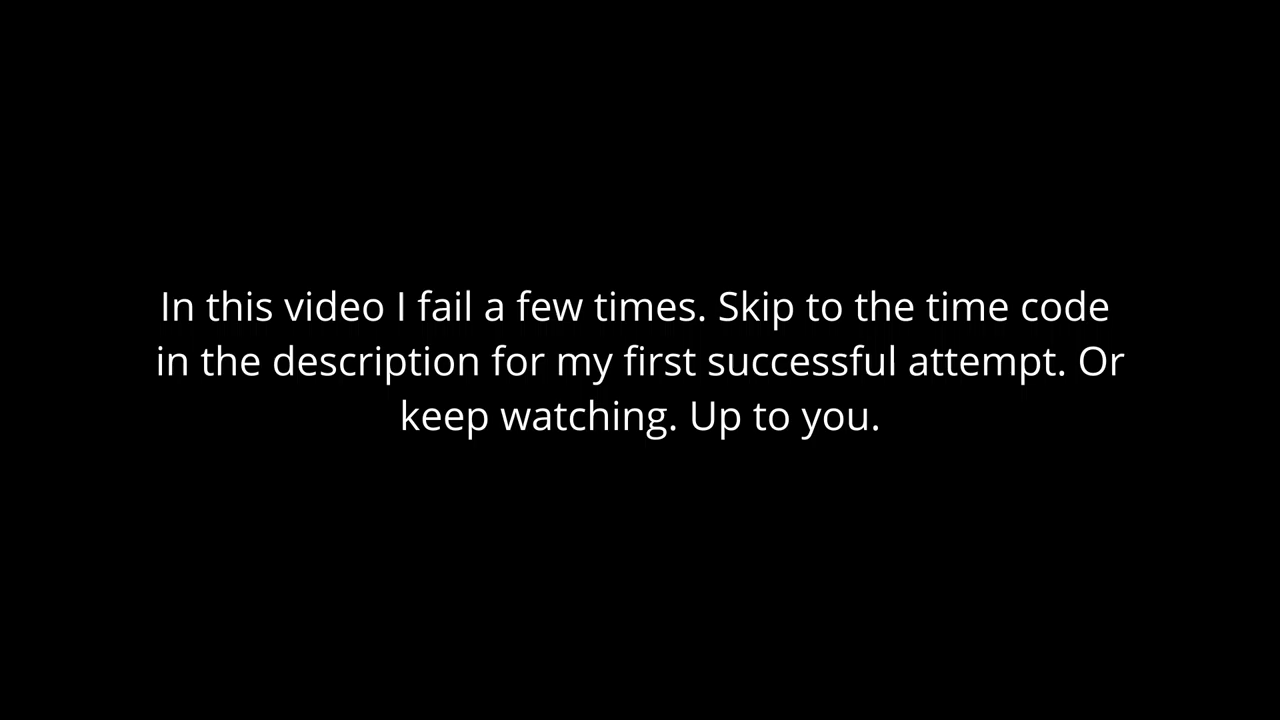 In this video I fail a few times. Skip to the time code
in the description for my first successful attempt. Or
keep watching. Up to you.